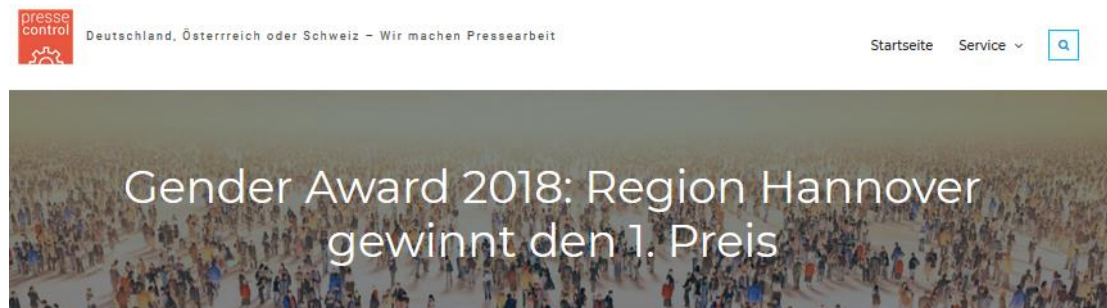 presse
control
Deutschland, Österrreich oder Schweiz – Wir machen Pressearbeit
Startseite
Service
Gender Award 2018: Region Hannover
gewinnt den 1. Preis